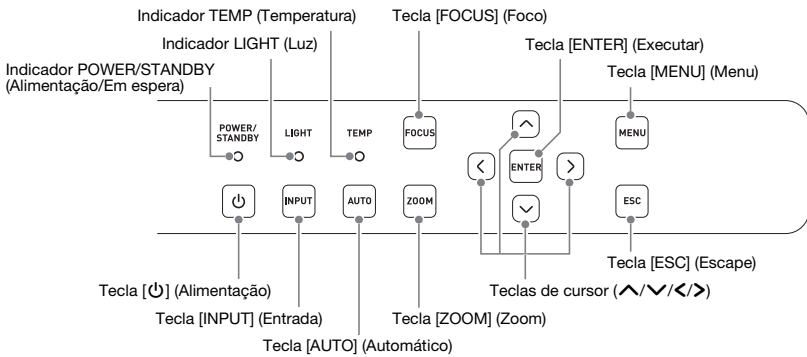 Indicador TEMP (Temperatura)
Tecla [FOCUS] (Foco)
Indicador LIGHT (Luz)
Tecla [ENTER] (Executar)
Indicador POWER/STANDBY
(Alimentação/Em espera)
Tecla [MENU] (Menu)
POWER/
STANDBY
LIGHT
TEMP
FOCUS
MENU
ENTER
INPUT
AUTO
ZOOM
ESC
Tecla [ESC] (Escape)
Tecla [⏻] (Alimentação)
Teclas de cursor (∧/∨/</>)
Tecla [INPUT] (Entrada)
Tecla [ZOOM] (Zoom)
Tecla [AUTO] (Automático)